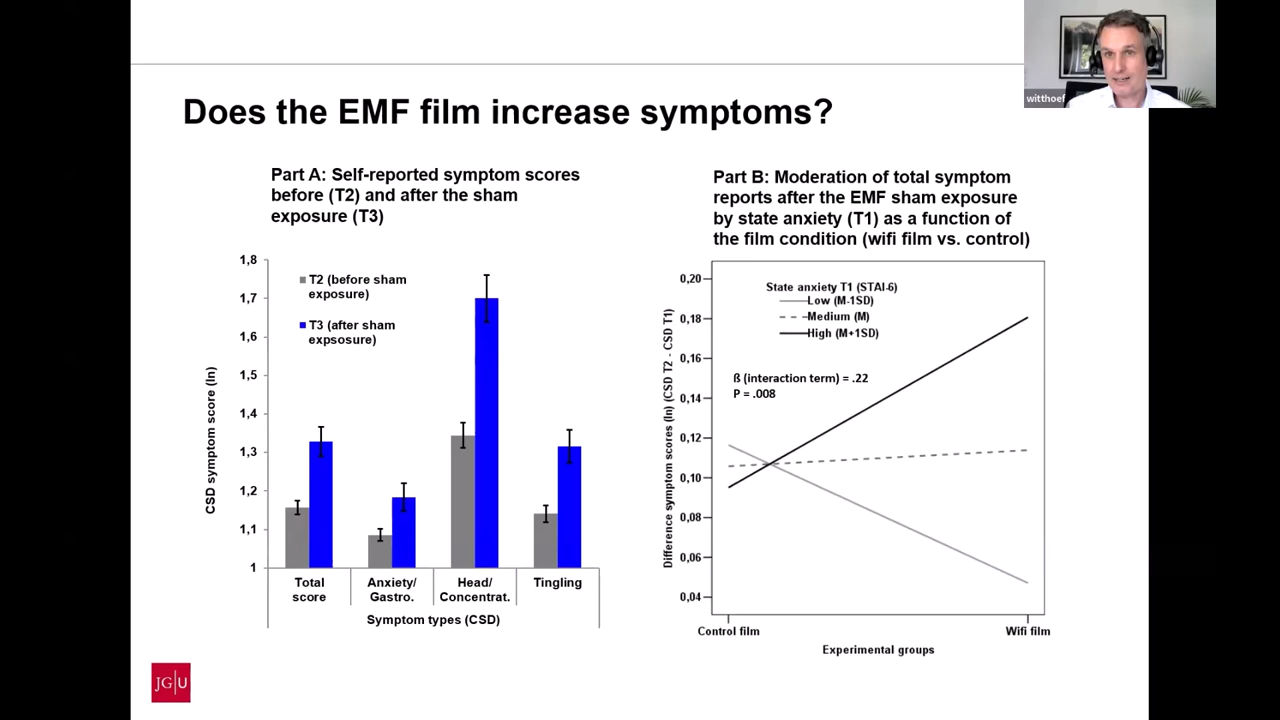 witthoef
Does the EMF film increase symptoms?
Part A: Self-reported symptom scores
before (T2) and after the sham
exposure (T3)
1,8
1,7
1,6
1,5
1,4
1,3
1,2
1,1
1
CSD symptom score (ln)
T2 (before sham
exposure)
T3 (after sham
expsosure)
Total
score
Anxiety/
Gastro.
Head/
Concentrat.
Tingling
Symptom types (CSD)
Part B: Moderation of total symptom
reports after the EMF sham exposure
by state anxiety (T1) as a function of
the film condition (wifi film vs. control)
0,20
0,18
0,16
0,14
0,12
0,10
0,08
0,06
0,04
Difference symptom scores (ln) (CSD T2 - CSD T1)
State anxiety T1 (STAI-6)
Low (M-1SD)
Medium (M)
High (M+1SD)
ß (interaction term) = .22
P = .008
Control film
Wifi film
Experimental groups
JG|U